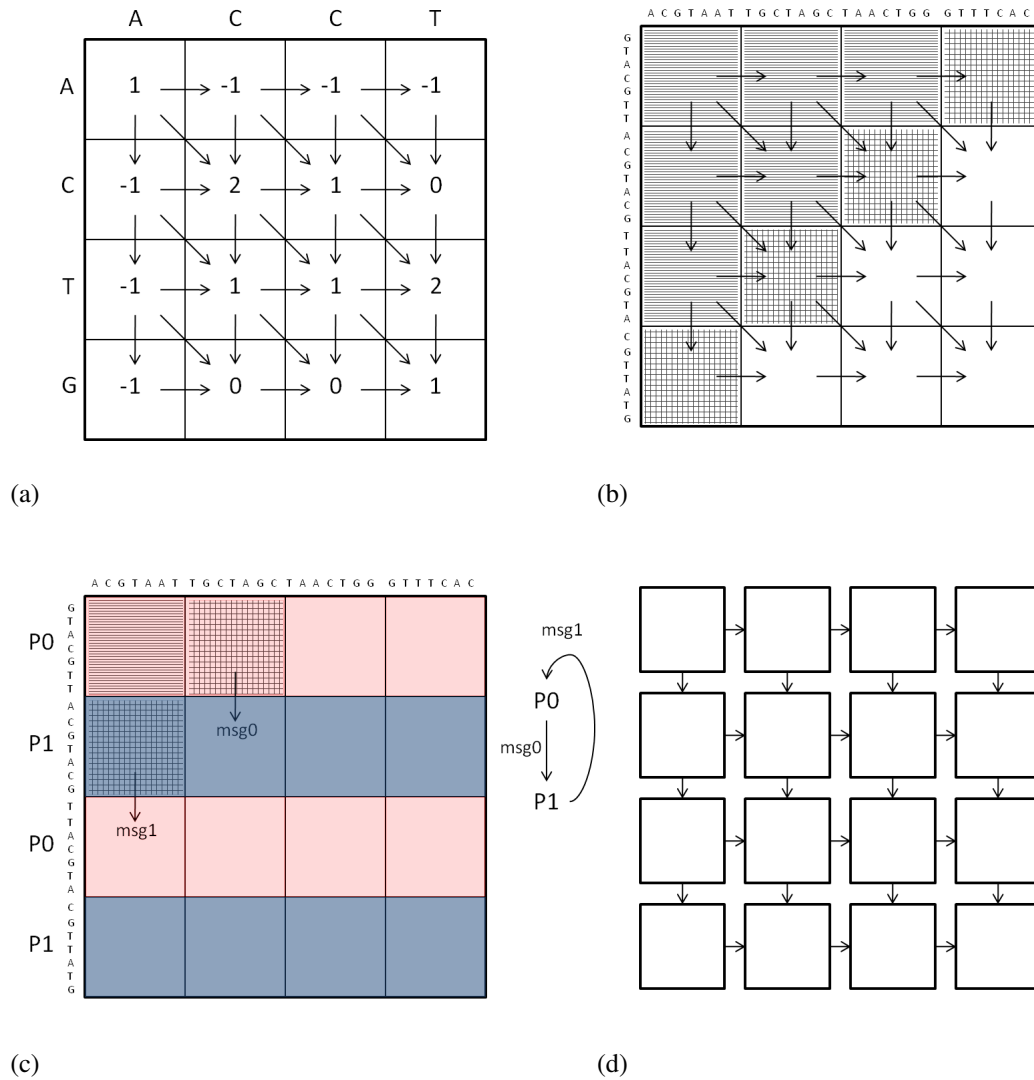 A C C T
A 1 -1 -1 -1
C -1 2 1 0
T -1 1 1 2
G -1 0 0 1
(a)
A C G T A A T T G C T A G C T A A C T G G G T T T C A C
G T A C G T T A C G T A C G T T A C G T A C G T T A T G
(b)
A C G T A A T T G C T A G C T A A C T G G G T T T C A C
G T A C G T T A C G T A C G T T A C G T A C G T T A T G
P0
P1
P0
P1
msg0
msg1
msg1
P0
msg0
P1
(c)
(d)